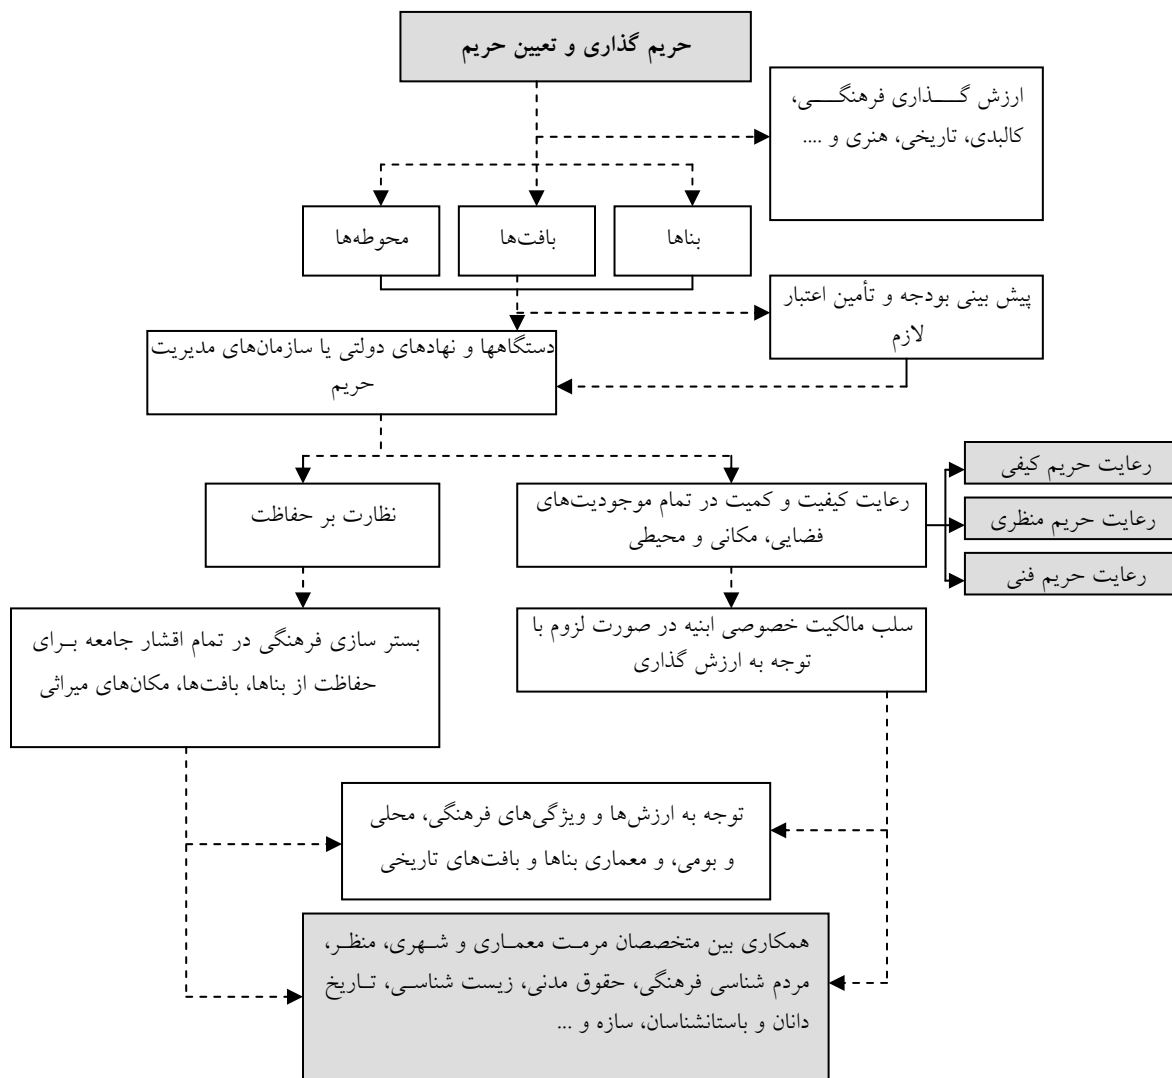 حریم گذاری و تعیین حریم
ارزش گـــذاری فرهنگـــی،
کالبدی، تاریخی، هنری و ....
بناها
بافت‌ها
محوطه‌ها
پیش بینی بودجه و تأمین اعتبار
لازم
دستگاهها و نهادهای دولتی یا سازمان‌های مدیریت
حریم
رعایت حریم کیفی
رعایت حریم منظری
رعایت حریم فنی
رعایت کیفیت و کمیت در تمام موجودیت‌های
فضایی، مکانی و محیطی
نظارت بر حفاظت
سلب مالکیت خصوصی ابنیه در صورت لزوم با
توجه به ارزش گذاری
بستر سازی فرهنگی در تمام اقشار جامعه بـرای
حفاظت از بناها، بافت‌ها، مکان‌های میراثی
توجه به ارزش‌ها و ویژگی‌های فرهنگی، محلی
و بومی، و معماری بناها و بافت‌های تاریخی
همکاری بین متخصصان مرمـت معمـاری و شـهری، منظـر،
مردم شناسی فرهنگی، حقوق مدنی، زیست شناسـی، تـاریخ
دانان و باستانشناسان، سازه و ...